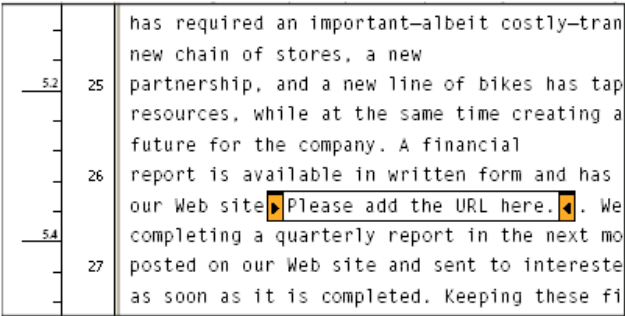 has required an important—albeit costly—tran
new chain of stores, a new
5.2 25 partnership, and a new line of bikes has tap
resources, while at the same time creating a
future for the company. A financial
26 report is available in written form and has
our Web site Please add the URL here. . We
5.4 completing a quarterly report in the next mo
27 posted on our Web site and sent to intereste
as soon as it is completed. Keeping these fi